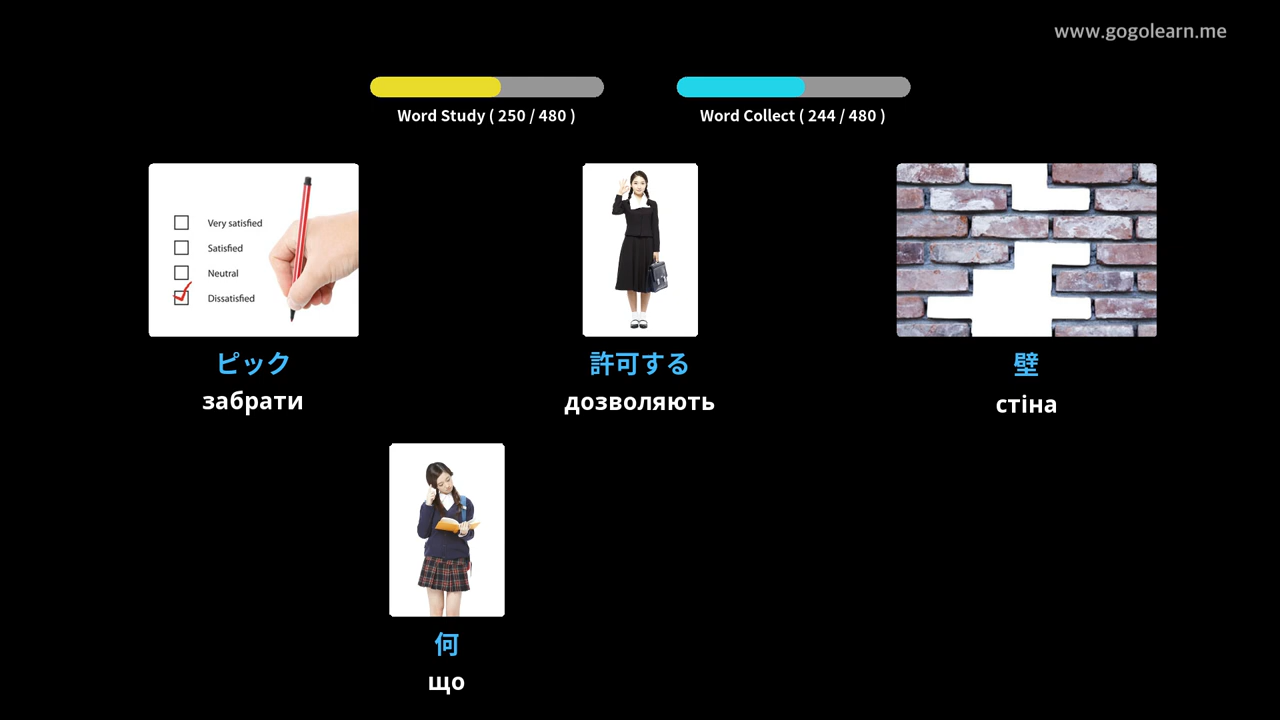 www.gogolearn.me
Word Study ( 250 / 480 )
Word Collect ( 244 / 480 )
Very satisfied
Satisfied
Neutral
Dissatisfied
ピック
забрати
許可する
дозволяють
壁
стіна
何
що